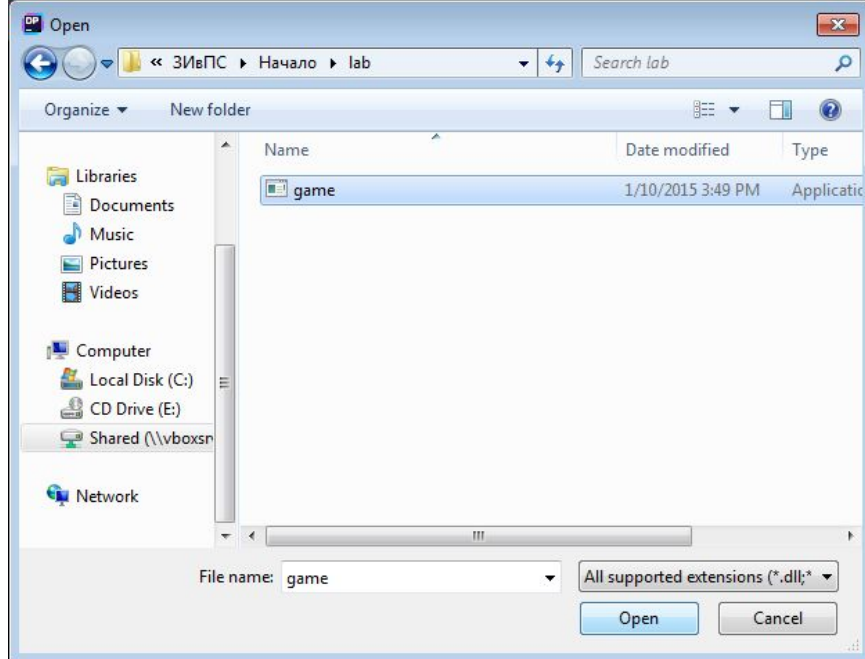 DP Open
« ЗИвПС Начало lab Search lab
Organize New folder
Name Date modified Type
Libraries
game 1/10/2015 3:49 PM Applicatic
Documents
Music
Pictures
Videos
Computer
Local Disk (C:)
CD Drive (E:)
Shared (\\vboxsr
Network
File name: game All supported extensions (*.dll;*
Open Cancel